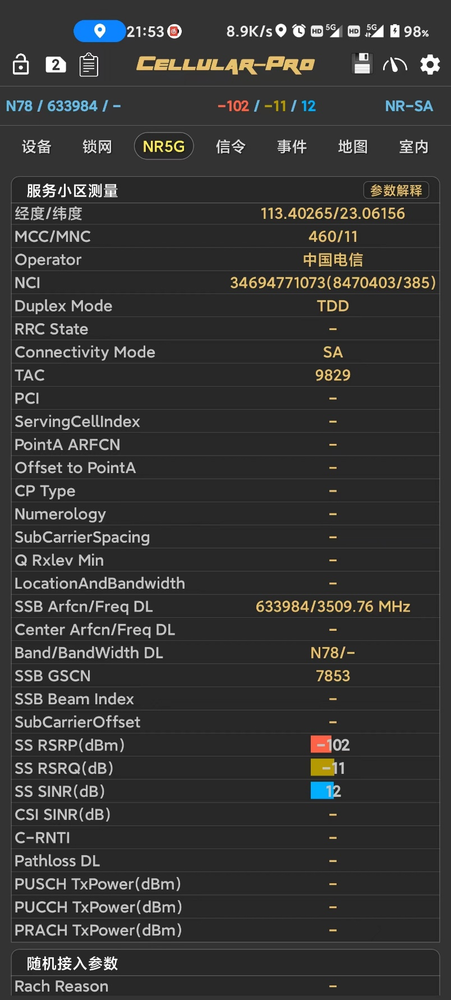 21:53 8.9K/s HD 5G HD 5G 98%
2 CELLULAR-PRO
N78 / 633984 / - -102 / -11 / 12 NR-SA
设备 锁网 NR5G 信令 事件 地图 室内
服务小区测量 参数解释
经度/纬度 113.40265/23.06156
MCC/MNC 460/11
Operator 中国电信
NCI 34694771073(8470403/385)
Duplex Mode TDD
RRC State -
Connectivity Mode SA
TAC 9829
PCI -
ServingCellIndex -
PointA ARFCN -
Offset to PointA -
CP Type -
Numerology -
SubCarrierSpacing -
Q Rxlev Min -
LocationAndBandwidth -
SSB Arfcn/Freq DL 633984/3509.76 MHz
Center Arfcn/Freq DL -
Band/BandWidth DL N78/-
SSB GSCN 7853
SSB Beam Index -
SubCarrierOffset -
SS RSRP(dBm) -102
SS RSRQ(dB) -11
SS SINR(dB) 12
CSI SINR(dB) -
C-RNTI -
Pathloss DL -
PUSCH TxPower(dBm) -
PUCCH TxPower(dBm) -
PRACH TxPower(dBm) -
随机接入参数
Rach Reason -